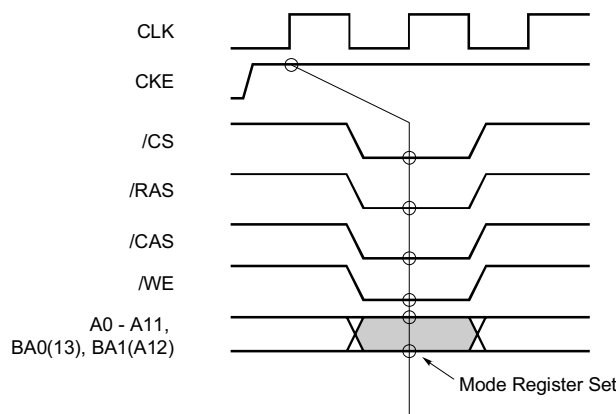 CLK
CKE
/CS
/RAS
/CAS
/WE
A0 - A11,
BA0(13), BA1(A12)
Mode Register Set